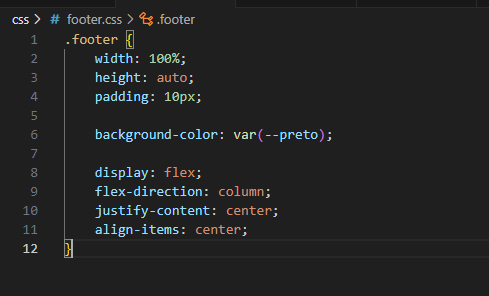 css > # footer.css > .footer
1 .footer {
2 width: 100%;
3 height: auto;
4 padding: 10px;
5
6 background-color: var(--preto);
7
8 display: flex;
9 flex-direction: column;
10 justify-content: center;
11 align-items: center;
12 }